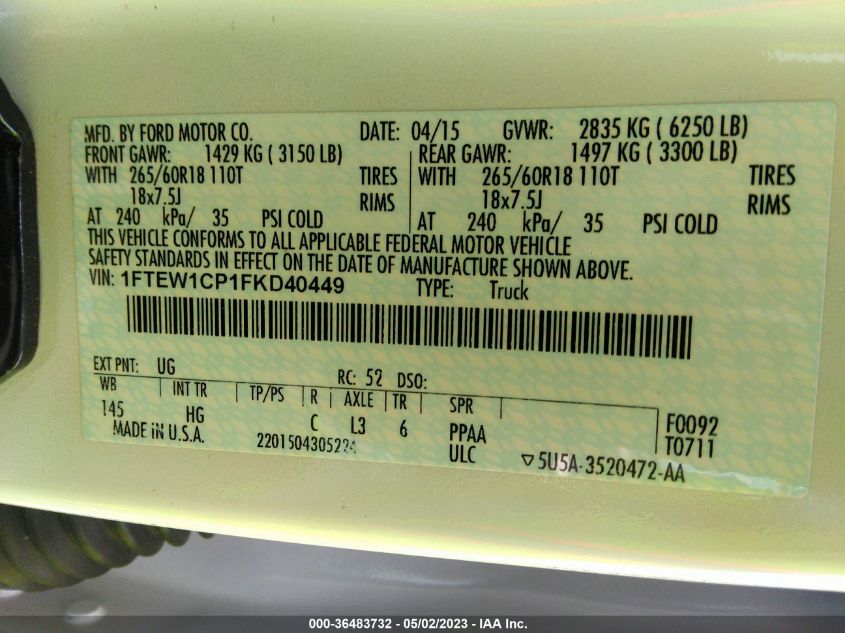 MFD. BY FORD MOTOR CO. DATE: 04/15 GVWR: 2835 KG ( 6250 LB)
FRONT GAWR: 1429 KG ( 3150 LB) REAR GAWR: 1497 KG ( 3300 LB)
WITH 265/60R18 110T TIRES WITH 265/60R18 110T TIRES
18x7.5J RIMS 18x7.5J RIMS
AT 240 kPa/ 35 PSI COLD AT 240 kPa/ 35 PSI COLD
THIS VEHICLE CONFORMS TO ALL APPLICABLE FEDERAL MOTOR VEHICLE
SAFETY STANDARDS IN EFFECT ON THE DATE OF MANUFACTURE SHOWN ABOVE.
VIN: 1FTEW1CP1FKD40449 TYPE: Truck
EXT PNT: UG RC: 52 DSO:
WB INT TR TP/PS R AXLE TR SPR
145 HG C L3 6 PPAA F0092
MADE IN U.S.A. ULC T0711
▽5U5A-3520472-AA
000-36483732 - 05/02/2023 - IAA Inc.